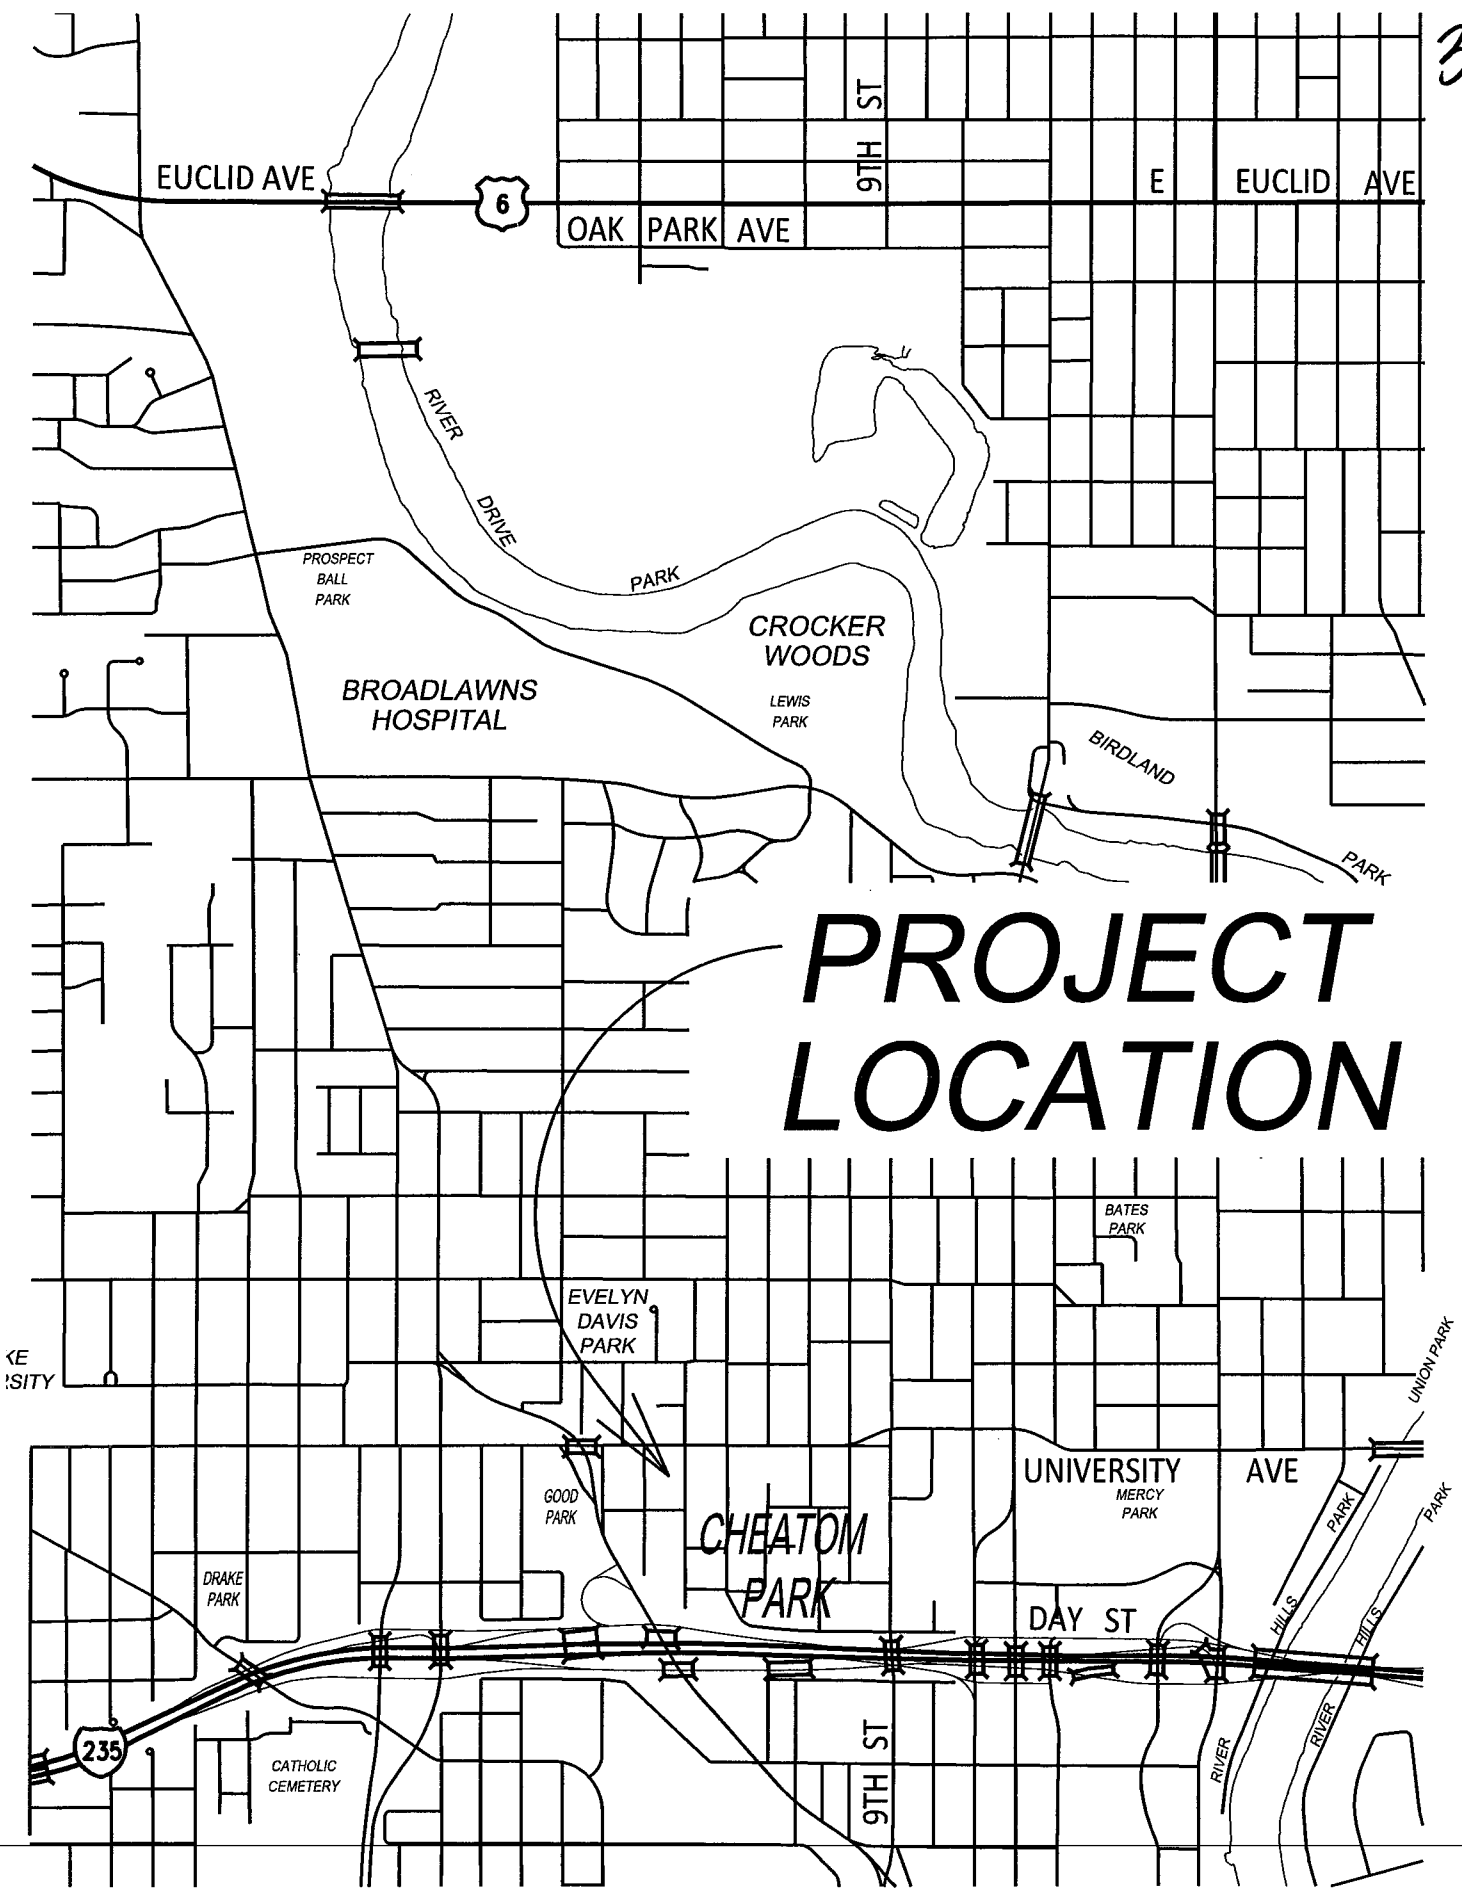 EUCLID AVE
6
OAK PARK AVE
9TH ST
E EUCLID AVE
RIVER
DRIVE
PARK
PROSPECT
BALL
PARK
CROCKER
WOODS
LEWIS
PARK
BROADLAWNS
HOSPITAL
BIRDLAND
PARK
PROJECT
LOCATION
BATES
PARK
EVELYN
DAVIS
PARK
KE
RSITY
UNION PARK
UNIVERSITY AVE
MERCY
PARK
PARK
PARK
GOOD
PARK
CHEATOM
PARK
DRAKE
PARK
DAY ST
HILLS
HILLS
235
CATHOLIC
CEMETERY
9TH ST
RIVER
RIVER